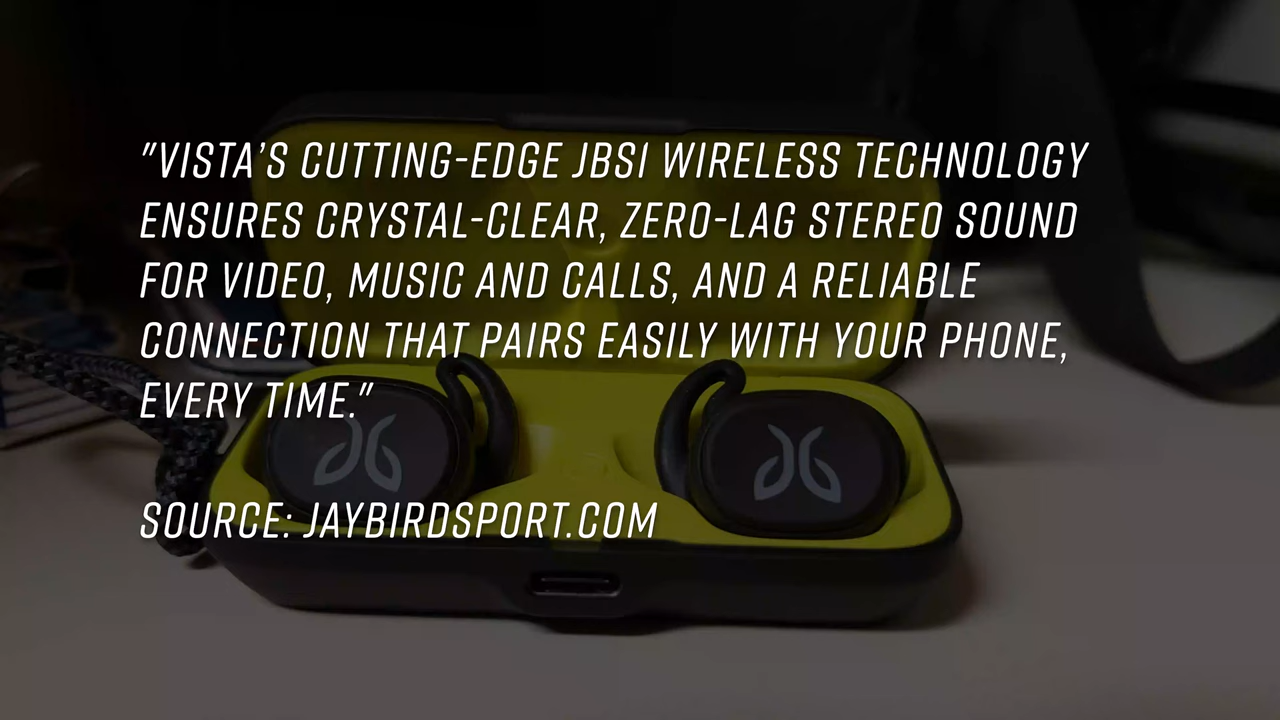 "VISTA'S CUTTING-EDGE JBS1 WIRELESS TECHNOLOGY
ENSURES CRYSTAL-CLEAR, ZERO-LAG STEREO SOUND
FOR VIDEO, MUSIC AND CALLS, AND A RELIABLE
CONNECTION THAT PAIRS EASILY WITH YOUR PHONE,
EVERY TIME."
SOURCE: JAYBIRDSPORT.COM